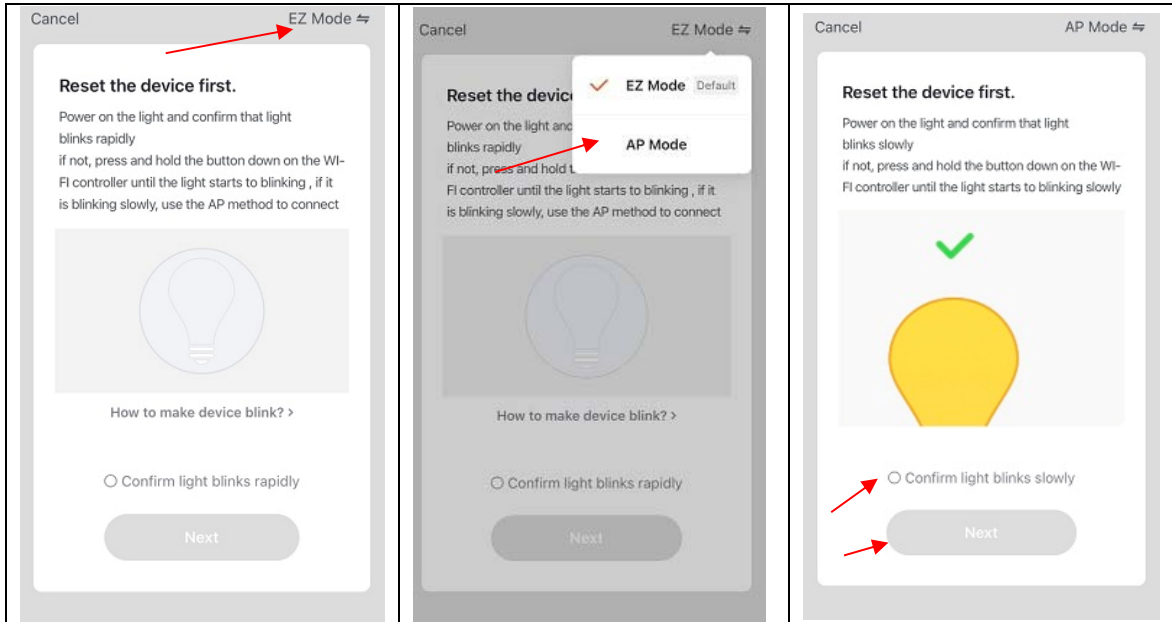 Cancel
EZ Mode ⇋
Reset the device first.
Power on the light and confirm that light
blinks rapidly
if not, press and hold the button down on the WI-
FI controller until the light starts to blinking , if it
is blinking slowly, use the AP method to connect
How to make device blink? >
Confirm light blinks rapidly
Next
Cancel
EZ Mode ⇋
EZ Mode Default
AP Mode
Reset the device
Power on the light and
blinks rapidly
if not, press and hold t
FI controller until the light starts to blinking , if it
is blinking slowly, use the AP method to connect
How to make device blink? >
Confirm light blinks rapidly
Next
Cancel
AP Mode ⇋
Reset the device first.
Power on the light and confirm that light
blinks slowly
if not, press and hold the button down on the WI-
FI controller until the light starts to blinking slowly
Confirm light blinks slowly
Next